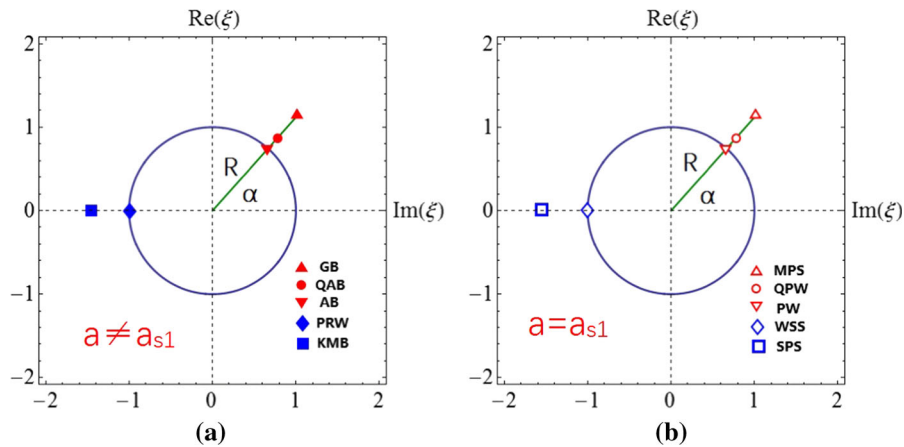 Re(ξ)
2
1
0
−1
−2
R
α
Im(ξ)
GB
QAB
AB
PRW
KMB
a≠as1
−2
−1
0
1
2
(a)
Re(ξ)
2
1
0
−1
−2
R
α
Im(ξ)
MPS
QPW
PW
WSS
SPS
a=as1
−2
−1
0
1
2
(b)